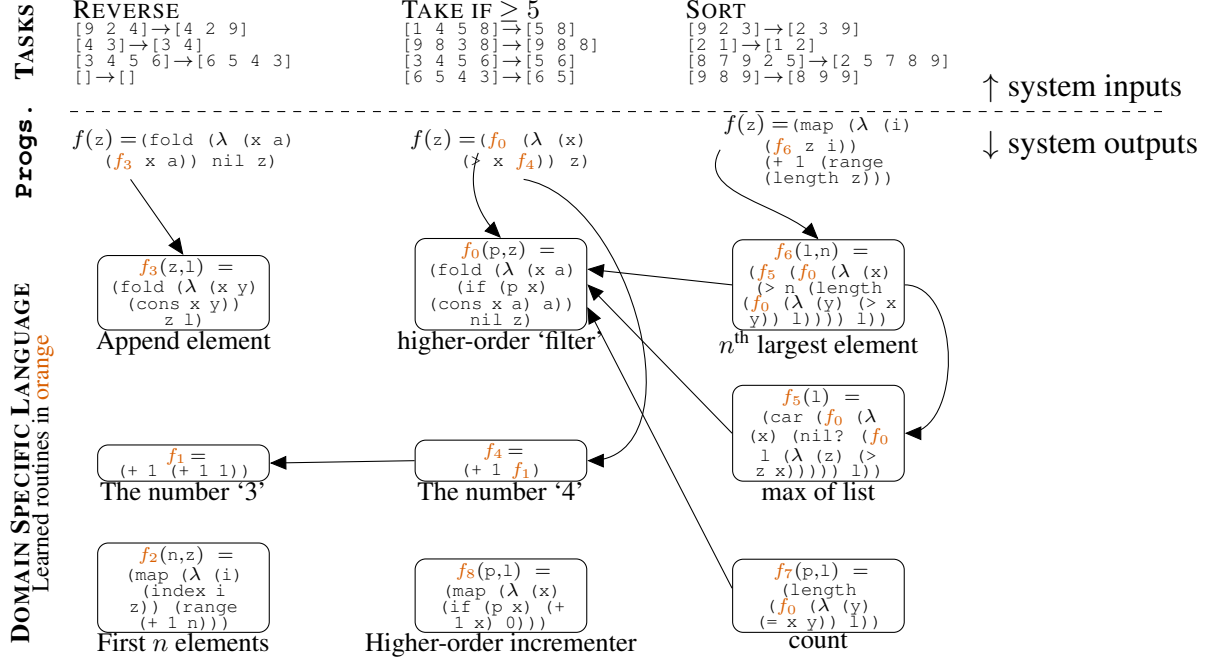 TASKS
REVERSE
[9 2 4]→[4 2 9]
[4 3]→[3 4]
[3 4 5 6]→[6 5 4 3]
[]→[]
TAKE IF ≥ 5
[1 4 5 8]→[5 8]
[9 8 3 8]→[9 8 8]
[3 4 5 6]→[5 6]
[6 5 4 3]→[6 5]
SORT
[9 2 3]→[2 3 9]
[2 1]→[1 2]
[8 7 9 2 5]→[2 5 7 8 9]
[9 8 9]→[8 9 9]
↑ system inputs
↓ system outputs
Progs.
f(z) =(fold (λ (x a)
(f3 x a)) nil z)
f(z) =(f0 (λ (x)
(> x f4)) z)
f(z) =(map (λ (i)
(f6 z i))
(+ 1 (range
(length z)))
DOMAIN SPECIFIC LANGUAGE
Learned routines in orange
f3(z,l) =
(fold (λ (x y)
(cons x y))
z l)
Append element
f0(p,z) =
(fold (λ (x a)
(if (p x)
(cons x a) a))
nil z)
higher-order ‘filter’
f6(l,n) =
(f5 (f0 (λ (x)
(> n (length
(f0 (λ (y) (> x
y)) l)))) l))
nth largest element
f1 =
(+ 1 (+ 1 1))
The number ‘3’
f4 =
(+ 1 f1)
The number ‘4’
f5(l) =
(car (f0 (λ
(x) (nil? (f0
l (λ (z) (>
z x))))) l))
max of list
f2(n,z) =
(map (λ (i)
(index i
z)) (range
(+ 1 n)))
First n elements
f8(p,l) =
(map (λ (x)
(if (p x) (+
1 x) 0)))
Higher-order incrementer
f7(p,l) =
(length
(f0 (λ (y)
(= x y)) l))
count